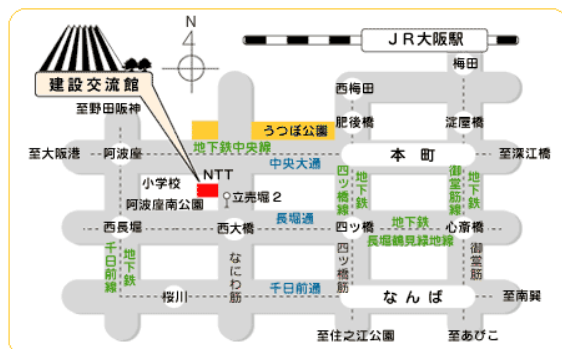 N
JR大阪駅
梅田
西梅田
建設交流館
至野田阪神
肥後橋
淀屋橋
うつぼ公園
地下鉄中央線
至大阪港
阿波座
中央大通
本町
至深江橋
NTT
小学校
阿波座南公園
立売堀2
四ツ橋線
地下鉄
御堂筋線
地下鉄
西長堀
西大橋
長堀通
四ツ橋
地下鉄
長堀鶴見緑地線
心斎橋
千日前線
地下鉄
なにわ筋
四ツ橋筋
御堂筋
桜川
千日前通
なんば
至南巽
至住之江公園
至あびこ